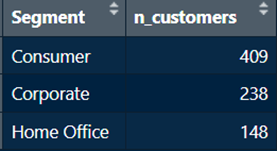 Segment n_customers
Consumer 409
Corporate 238
Home Office 148